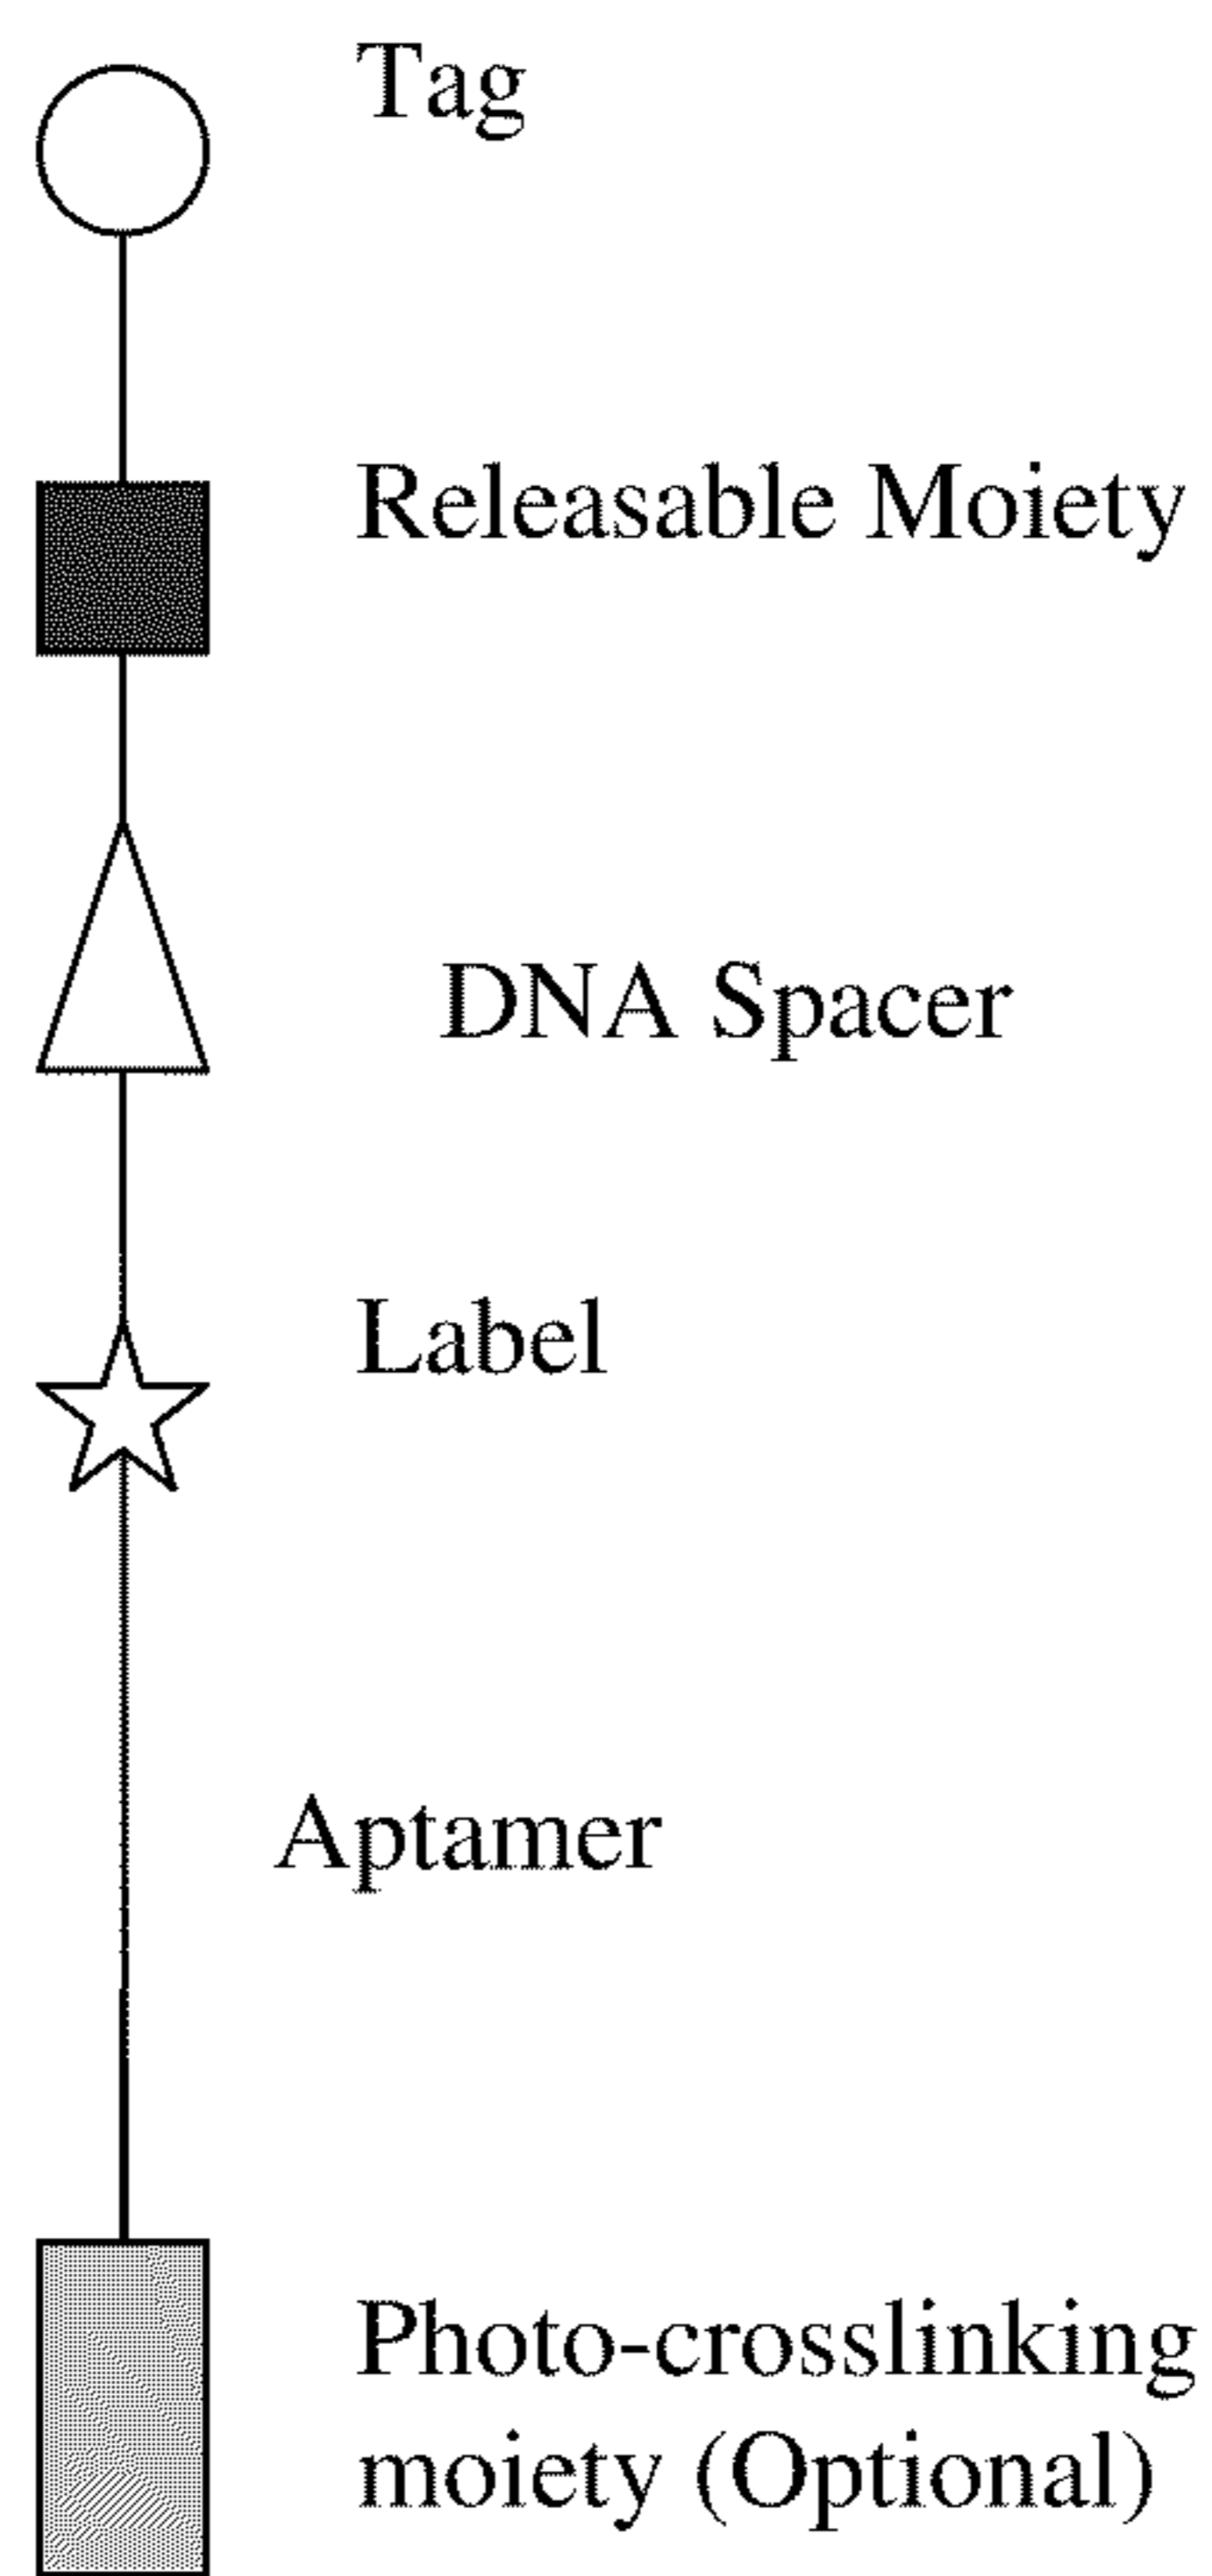 Tag
Releasable Moiety
DNA Spacer
Label
Aptamer
Photo-crosslinking
moiety (Optional)